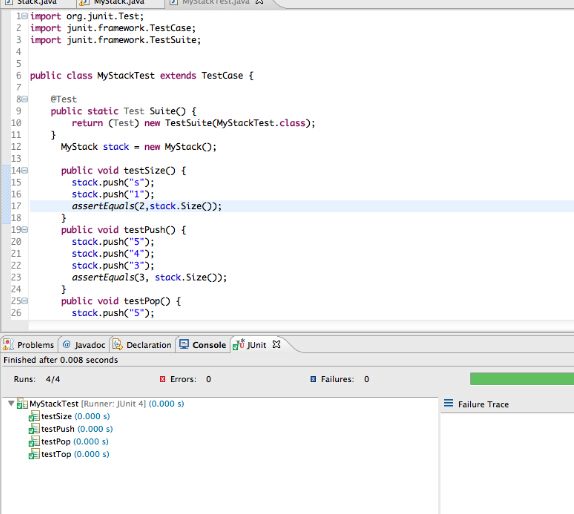 Stack.java MyStack.java MyStackTest.java
1 import org.junit.Test;
2 import junit.framework.TestCase;
3 import junit.framework.TestSuite;
4
5
6 public class MyStackTest extends TestCase {
7
8 @Test
9 public static Test Suite() {
10 return (Test) new TestSuite(MyStackTest.class);
11 }
12 MyStack stack = new MyStack();
13
14 public void testSize() {
15 stack.push("s");
16 stack.push("1");
17 assertEquals(2,stack.Size());
18 }
19 public void testPush() {
20 stack.push("5");
21 stack.push("4");
22 stack.push("3");
23 assertEquals(3, stack.Size());
24 }
25 public void testPop() {
26 stack.push("5");
Problems @ Javadoc Declaration Console JUnit
Finished after 0.008 seconds
Runs: 4/4 Errors: 0 Failures: 0
MyStackTest [Runner: JUnit 4] (0.000 s) Failure Trace
testSize (0.000 s)
testPush (0.000 s)
testPop (0.000 s)
testTop (0.000 s)